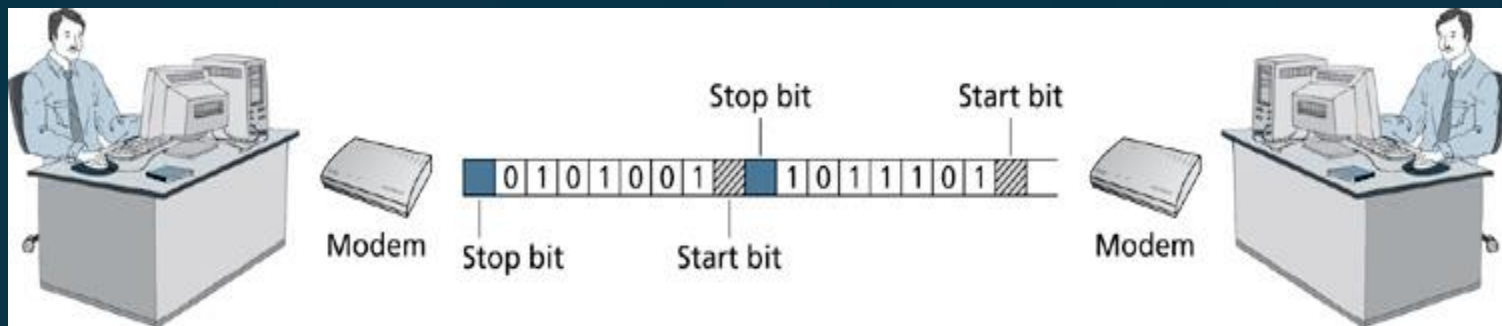 Stop bit Start bit
0 1 0 1 0 0 1 1 0 1 1 1 0 1
Modem Stop bit Start bit Modem